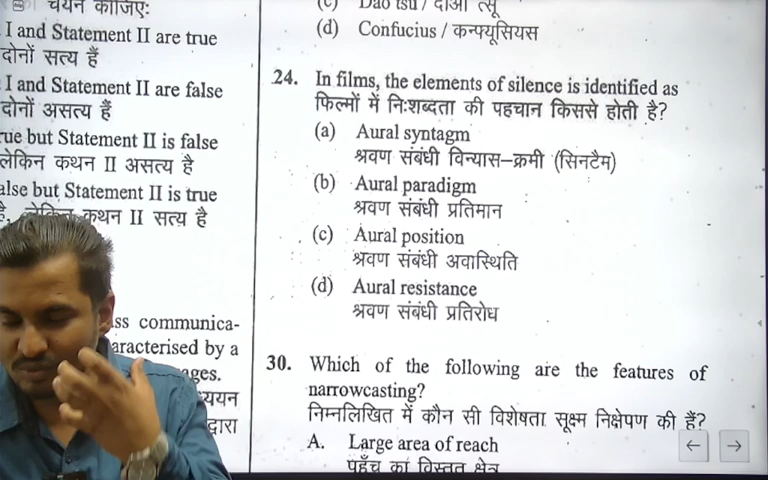 चयन कीजिए:
I and Statement II are true
दोनों सत्य हैं
I and Statement II are false
दोनों असत्य हैं
rue but Statement II is false
लेकिन कथन II असत्य है
alse but Statement II is true
है, लेकिन कथन II सत्य है
ss communica-
aracterised by a
ages.
(c) Dao tsu / दाओ त्सू
(d) Confucius / कन्फ्यूसियस
24. In films, the elements of silence is identified as
फिल्मों में निःशब्दता की पहचान किससे होती है?
(a) Aural syntagm
श्रवण संबंधी विन्यास–क्रमी (सिनटैम)
(b) Aural paradigm
श्रवण संबंधी प्रतिमान
(c) Aural position
श्रवण संबंधी अवास्थिति
(d) Aural resistance
श्रवण संबंधी प्रतिरोध
30. Which of the following are the features of
narrowcasting?
निम्नलिखित में कौन सी विशेषता सूक्ष्म निक्षेपण की हैं?
A. Large area of reach
पहुँच का विस्तृत क्षेत्र